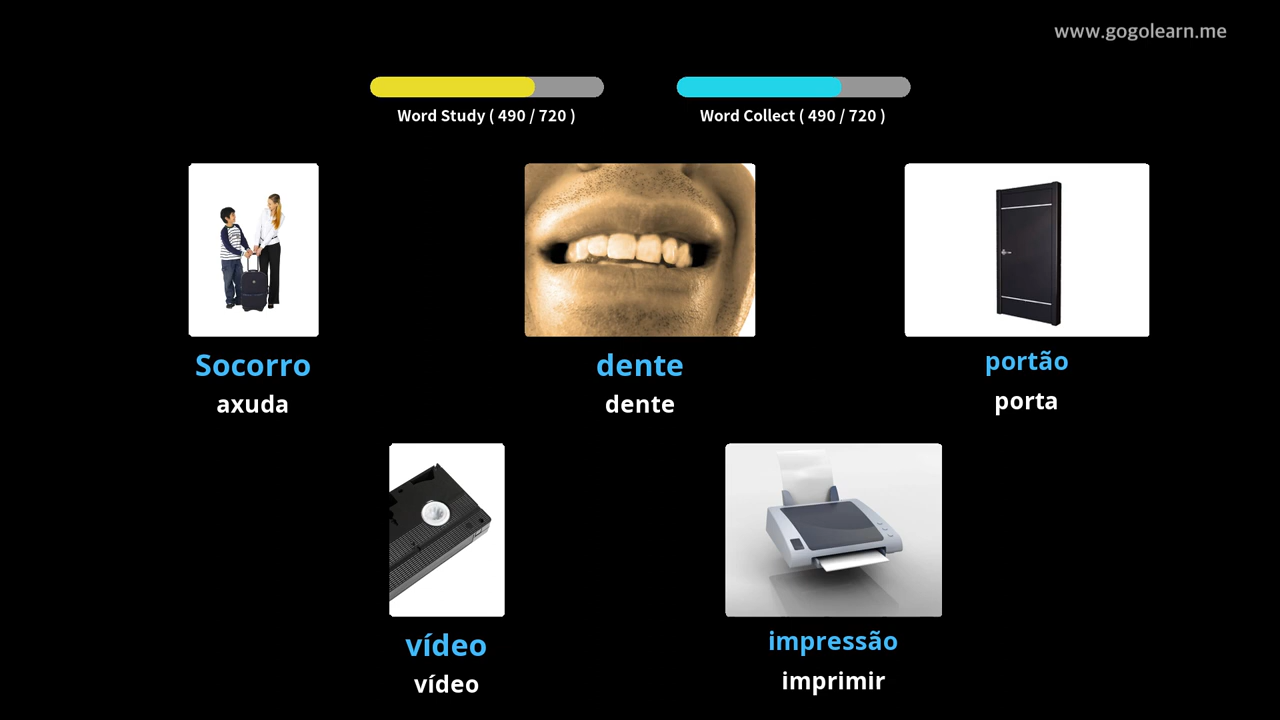 www.gogolearn.me
Word Study ( 490 / 720 )
Word Collect ( 490 / 720 )
Socorro
axuda
dente
dente
portão
porta
vídeo
vídeo
impressão
imprimir